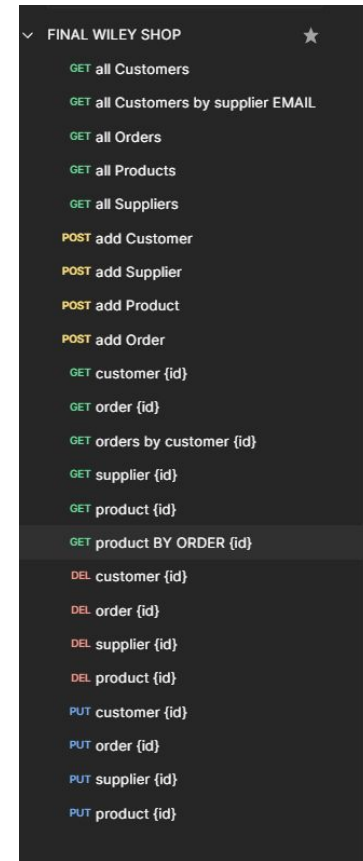 FINAL WILEY SHOP
GET all Customers
GET all Customers by supplier EMAIL
GET all Orders
GET all Products
GET all Suppliers
POST add Customer
POST add Supplier
POST add Product
POST add Order
GET customer {id}
GET order {id}
GET orders by customer {id}
GET supplier {id}
GET product {id}
GET product BY ORDER {id}
DEL customer {id}
DEL order {id}
DEL supplier {id}
DEL product {id}
PUT customer {id}
PUT order {id}
PUT supplier {id}
PUT product {id}